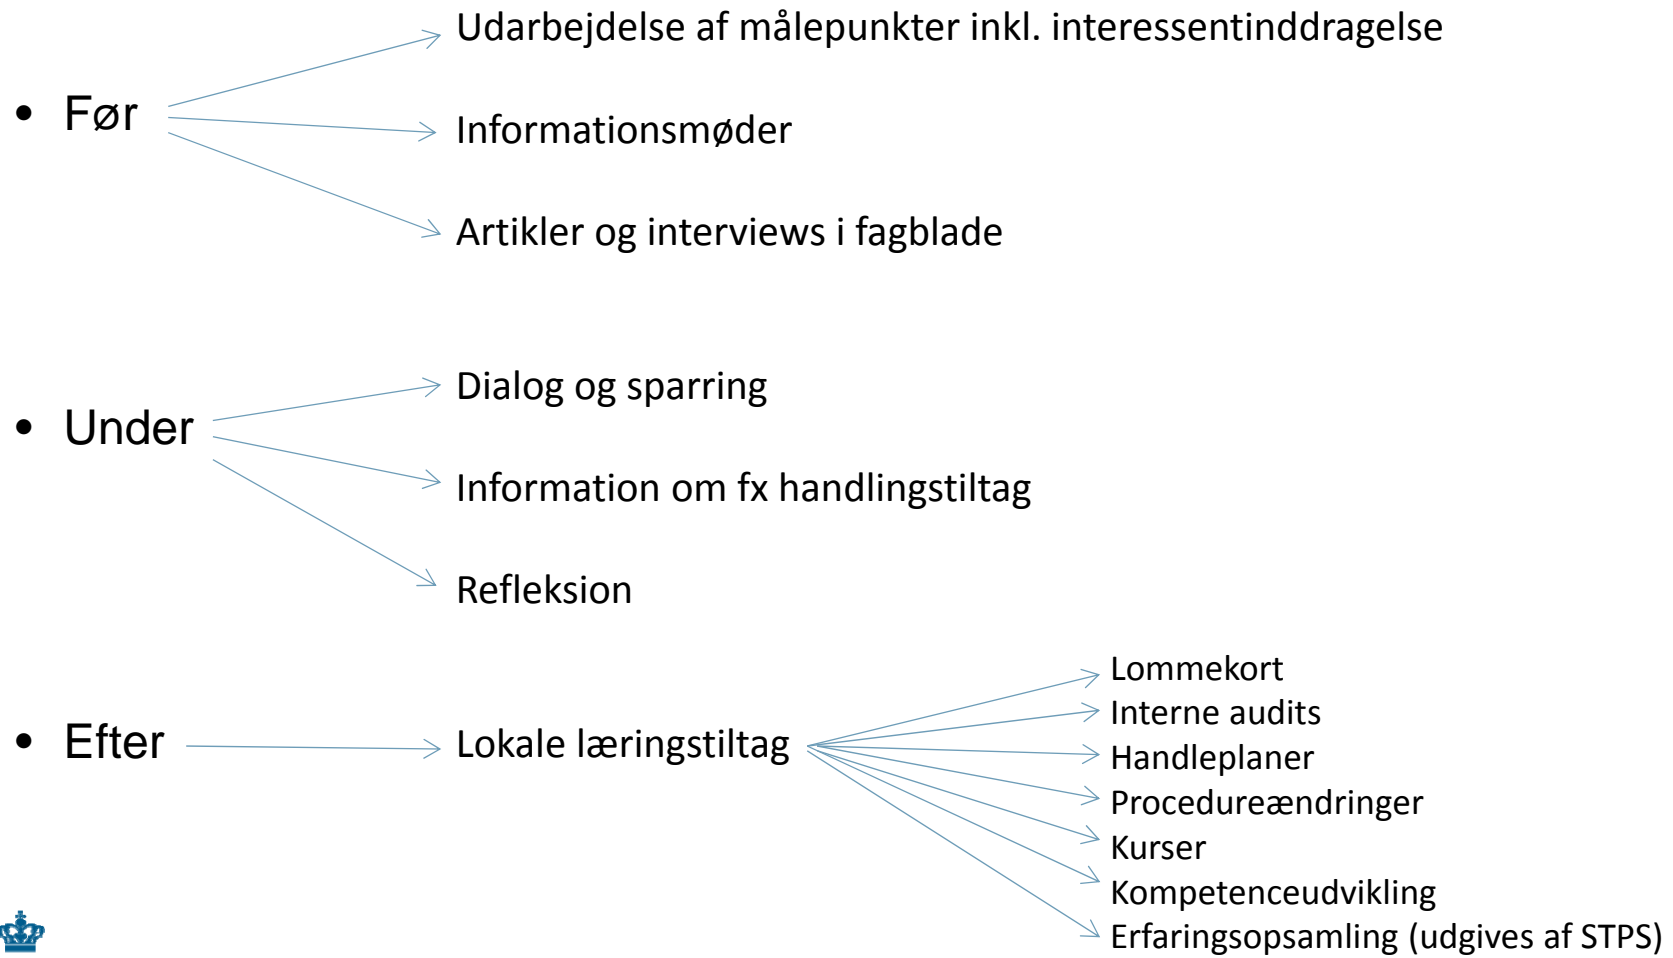 Udarbejdelse af målepunkter inkl. interessentinddragelse
• Før
Informationsmøder
Artikler og interviews i fagblade
Dialog og sparring
• Under
Information om fx handlingstiltag
Refleksion
• Efter
Lokale læringstiltag
Lommekort
Interne audits
Handleplaner
Procedureændringer
Kurser
Kompetenceudvikling
Erfaringsopsamling (udgives af STPS)